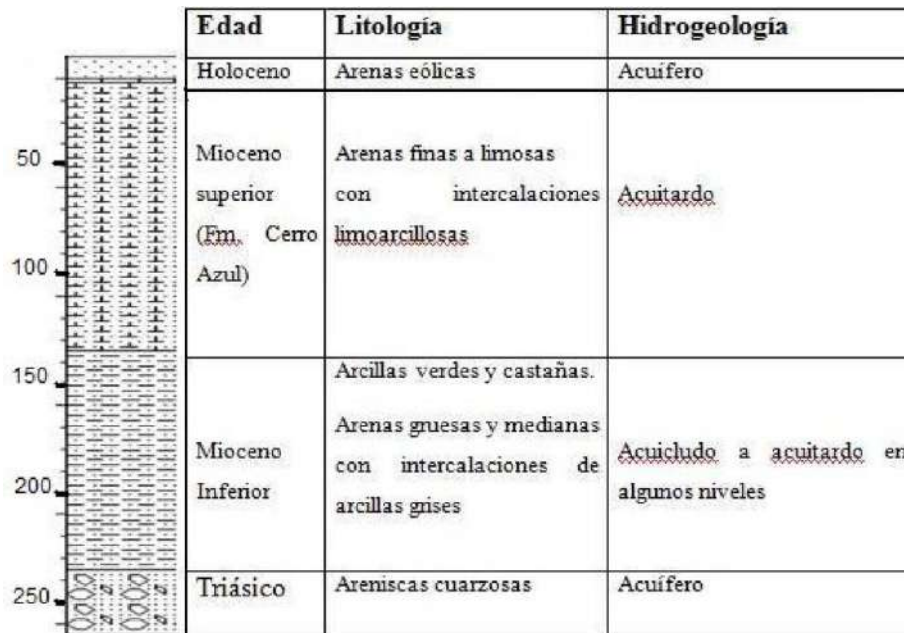 Edad Litología Hidrogeología
Holoceno Arenas eólicas Acuífero
50
100
150
200
250
Mioceno
superior
(Fm. Cerro
Azul)
Arenas finas a limosas
con intercalaciones
limoarcillosas
Acuitardo
Mioceno
Inferior
Arcillas verdes y castañas.
Arenas gruesas y medianas
con intercalaciones de
arcillas grises
Acuicludo a acuitardo en
algunos niveles
Triásico Areniscas cuarzosas Acuífero